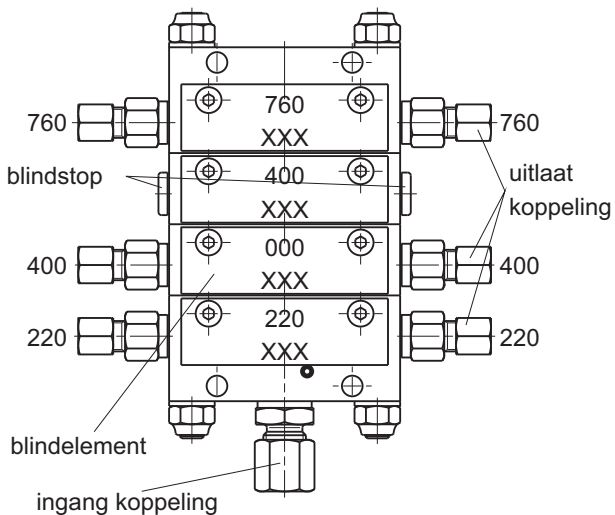 760
760 760
XXX
blindstop 400 uitlaat
XXX koppeling
000
400 400
XXX
220
220 220
XXX
blindelement
ingang koppeling